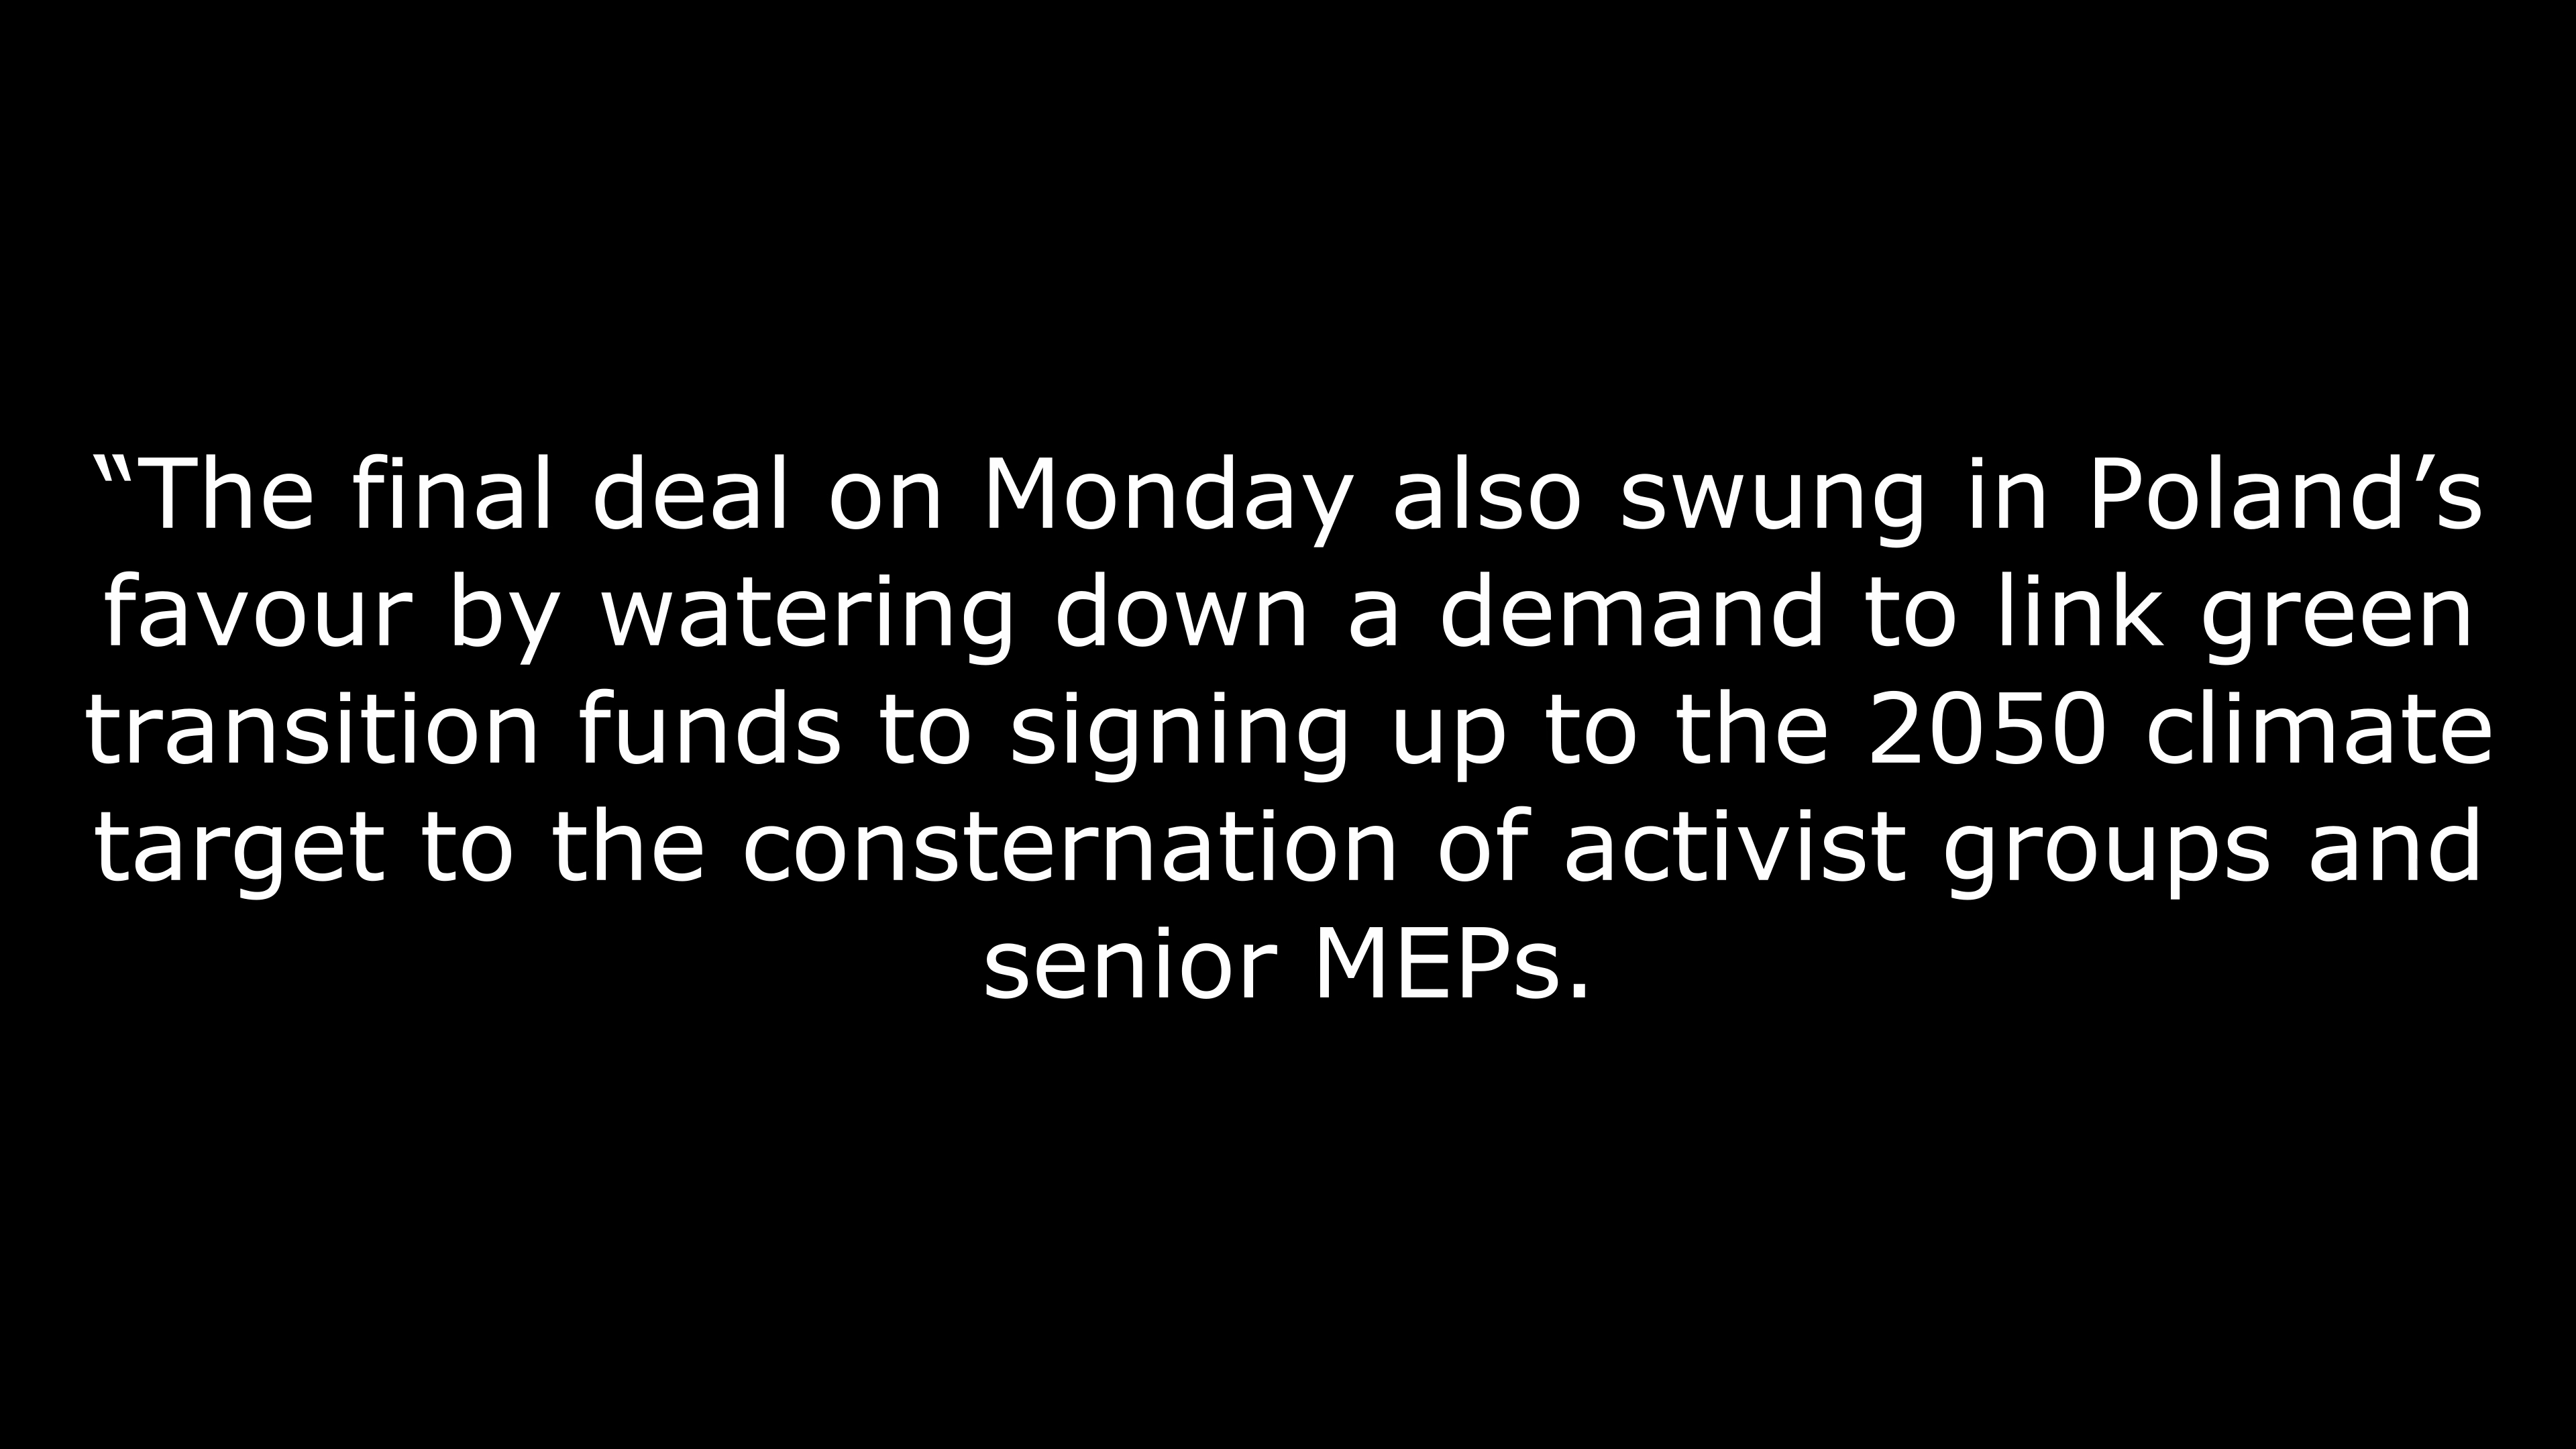 “The final deal on Monday also swung in Poland’s
favour by watering down a demand to link green
transition funds to signing up to the 2050 climate
target to the consternation of activist groups and
senior MEPs.